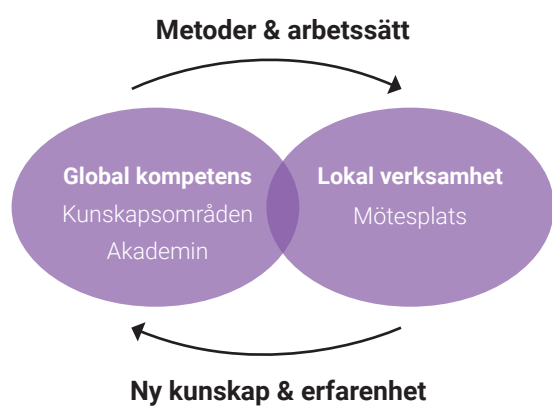 Metoder & arbetssätt
Global kompetens
Kunskapsområden
Akademin
Lokal verksamhet
Mötesplats
Ny kunskap & erfarenhet